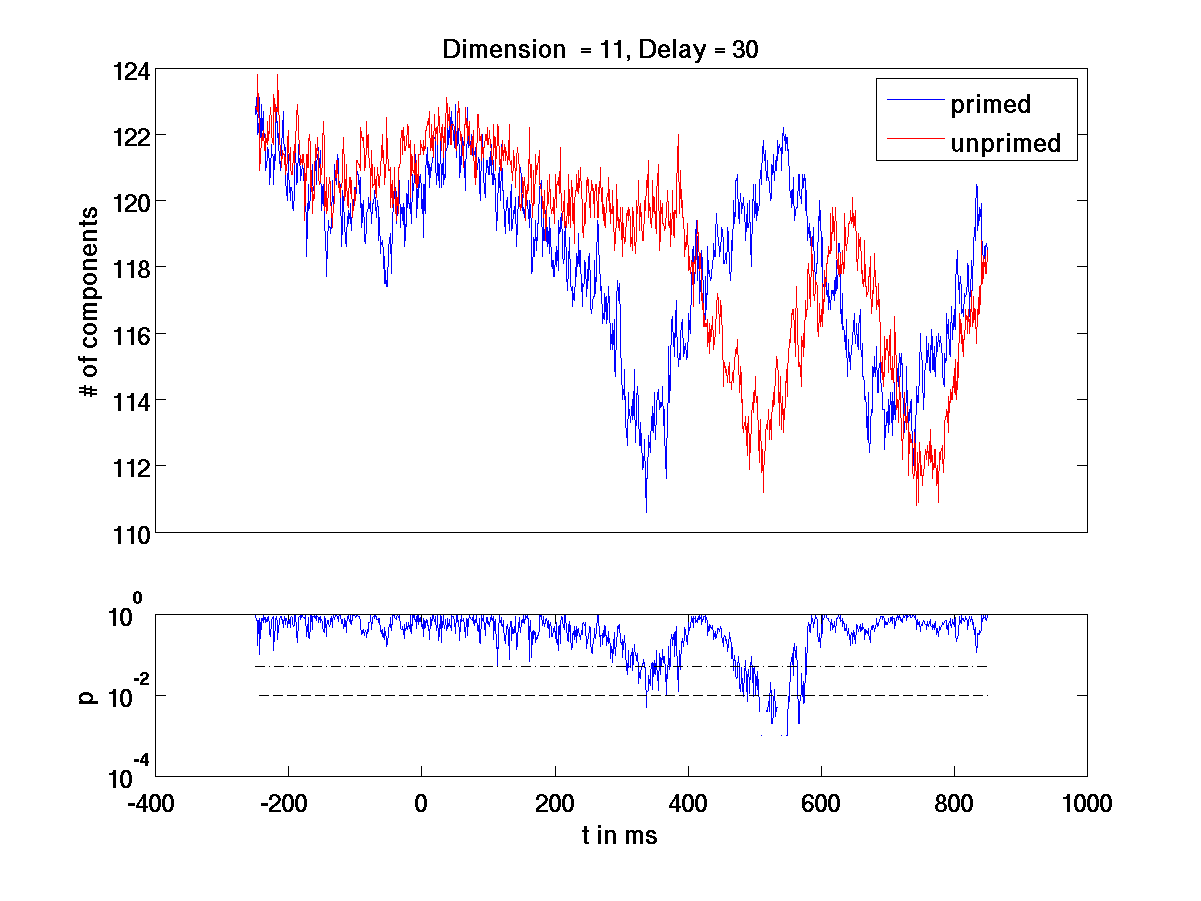 Dimension = 11, Delay = 30
124
122
120
118
116
114
112
110
# of components
primed
unprimed
10^0
10^-2
10^-4
p
-400 -200 0 200 400 600 800 1000
t in ms